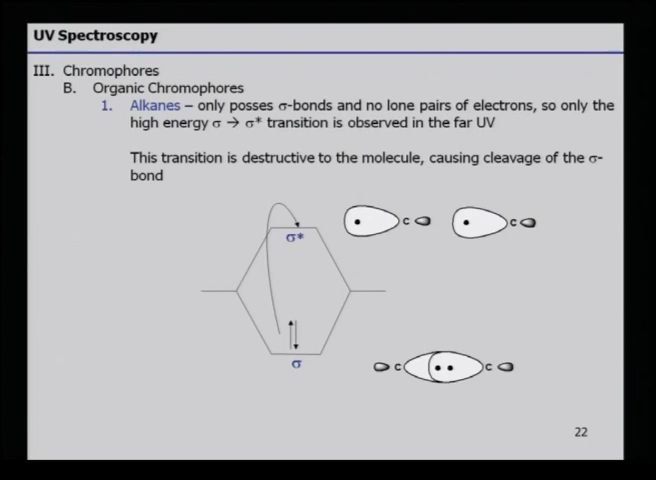 UV Spectroscopy
III. Chromophores
B. Organic Chromophores
1. Alkanes – only posses σ-bonds and no lone pairs of electrons, so only the
high energy σ → σ* transition is observed in the far UV
This transition is destructive to the molecule, causing cleavage of the σ-
bond
C C
σ*
σ
C C
22